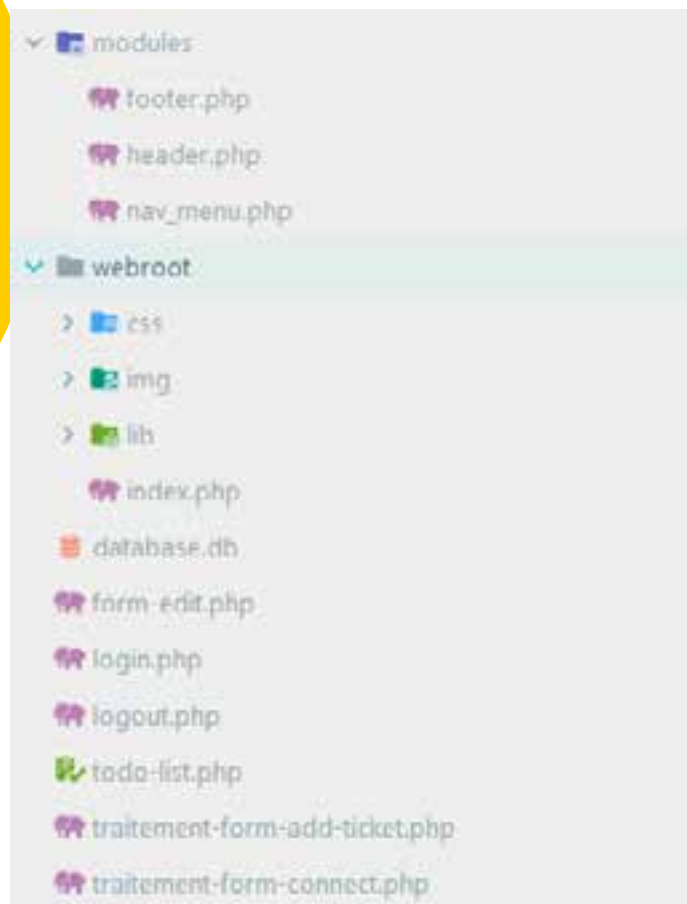 modules
footer.php
header.php
nav_menu.php
webroot
css
img
lib
index.php
database.db
form-edit.php
login.php
logout.php
todo-list.php
traitement-form-add-ticket.php
traitement-form-connect.php